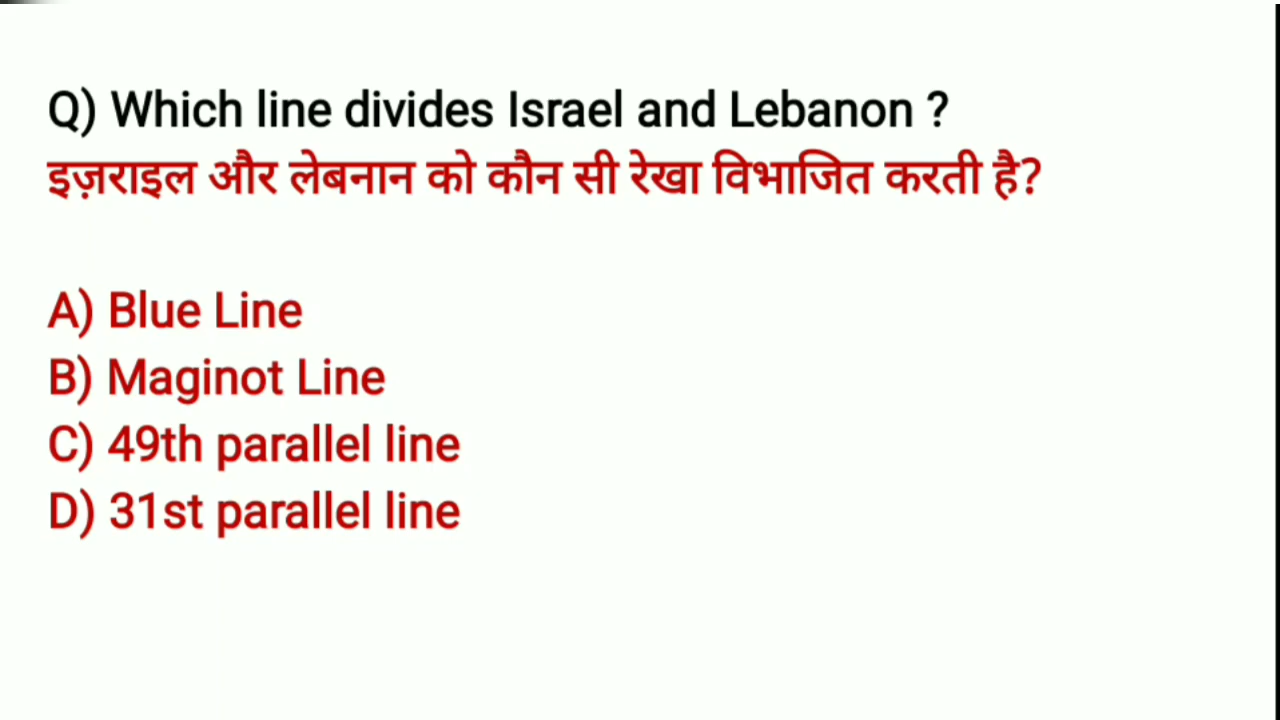 Q) Which line divides Israel and Lebanon ?
इज़राइल और लेबनान को कौन सी रेखा विभाजित करती है?
A) Blue Line
B) Maginot Line
C) 49th parallel line
D) 31st parallel line